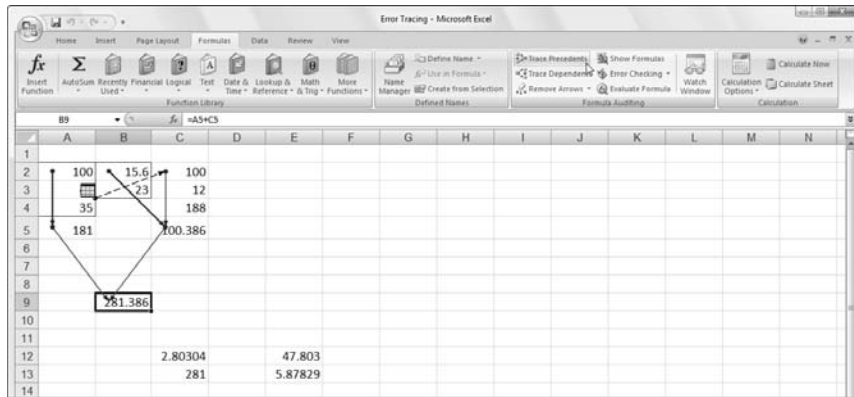 Error Tracing - Microsoft Excel
Home Insert Page Layout Formulas Data Review View
fx Insert Function
Σ AutoSum
Recently Used
Financial
Logical
Text
Date & Time
Lookup & Reference
Math & Trig
More Functions
Function Library
Name Manager
Define Name
Use in Formula
Create from Selection
Defined Names
Trace Precedents
Trace Dependents
Remove Arrows
Show Formulas
Error Checking
Evaluate Formula
Watch Window
Formula Auditing
Calculation Options
Calculate Now
Calculate Sheet
Calculation
B9 fx =A5+C5
A B C D E F G H I J K L M N
1
2 100 15.6 100
3 23 12
4 35 188
5 181 100.386
6
7
8
9 281.386
10
11
12 2.80304 47.803
13 281 5.87829
14